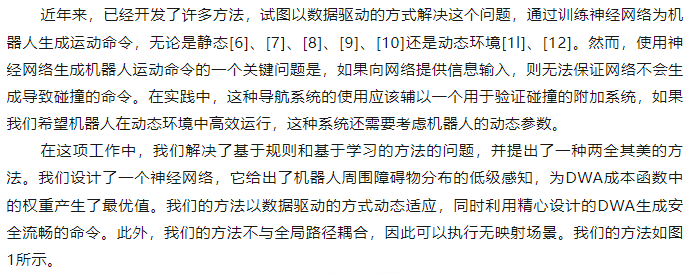 近年来，已经开发了许多方法，试图以数据驱动的方式解决这个问题，通过训练神经网络为机
器人生成运动命令，无论是静态[6]、[7]、[8]、[9]、[10]还是动态环境[1l]、[12]。然而，使用神
经网络生成机器人运动命令的一个关键问题是，如果向网络提供信息输入，则无法保证网络不会生
成导致碰撞的命令。在实践中，这种导航系统的使用应该辅以一个用于验证碰撞的附加系统，如果
我们希望机器人在动态环境中高效运行，这种系统还需要考虑机器人的动态参数。
在这项工作中，我们解决了基于规则和基于学习的方法的问题，并提出了一种两全其美的方
法。我们设计了一个神经网络，它给出了机器人周围障碍物分布的低级感知，为DWA成本函数中
的权重产生了最优值。我们的方法以数据驱动的方式动态适应，同时利用精心设计的DWA生成安
全流畅的命令。此外，我们的方法不与全局路径耦合，因此可以执行无映射场景。我们的方法如图
1所示。